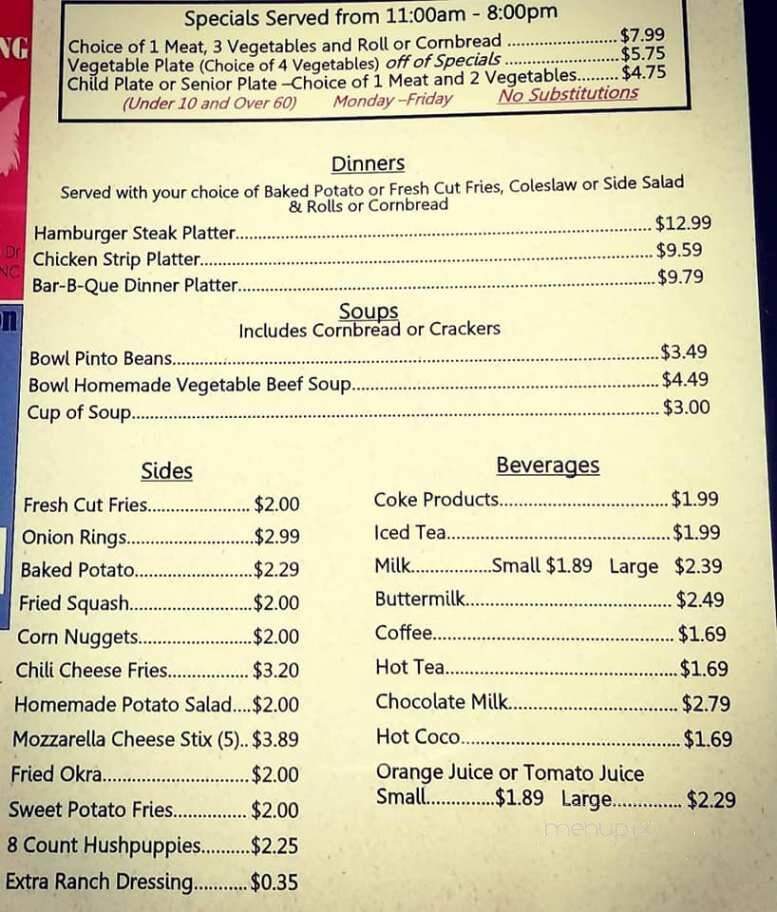 NG
Dr
NC
on
Specials Served from 11:00am - 8:00pm
Choice of 1 Meat, 3 Vegetables and Roll or Cornbread ........................ $7.99
Vegetable Plate (Choice of 4 Vegetables) off of Specials ........................ $5.75
Child Plate or Senior Plate –Choice of 1 Meat and 2 Vegetables......... $4.75
(Under 10 and Over 60) Monday –Friday No Substitutions
Dinners
Served with your choice of Baked Potato or Fresh Cut Fries, Coleslaw or Side Salad
& Rolls or Cornbread
Hamburger Steak Platter........................ $12.99
Chicken Strip Platter........................ $9.59
Bar-B-Que Dinner Platter........................ $9.79
Soups
Includes Cornbread or Crackers
Bowl Pinto Beans........................ $3.49
Bowl Homemade Vegetable Beef Soup........................ $4.49
Cup of Soup........................ $3.00
Sides
Fresh Cut Fries...................... $2.00
Onion Rings......................$2.99
Baked Potato....................$2.29
Fried Squash.....................$2.00
Corn Nuggets...................$2.00
Chili Cheese Fries..............$3.20
Homemade Potato Salad....$2.00
Mozzarella Cheese Stix (5).. $3.89
Fried Okra........................ $2.00
Sweet Potato Fries............. $2.00
8 Count Hushpuppies.........$2.25
Extra Ranch Dressing...........$0.35
Beverages
Coke Products........................ $1.99
Iced Tea........................ $1.99
Milk................Small $1.89 Large $2.39
Buttermilk........................ $2.49
Coffee........................ $1.69
Hot Tea........................ $1.69
Chocolate Milk........................ $2.79
Hot Coco........................ $1.69
Orange Juice or Tomato Juice
Small.............$1.89 Large............. $2.29